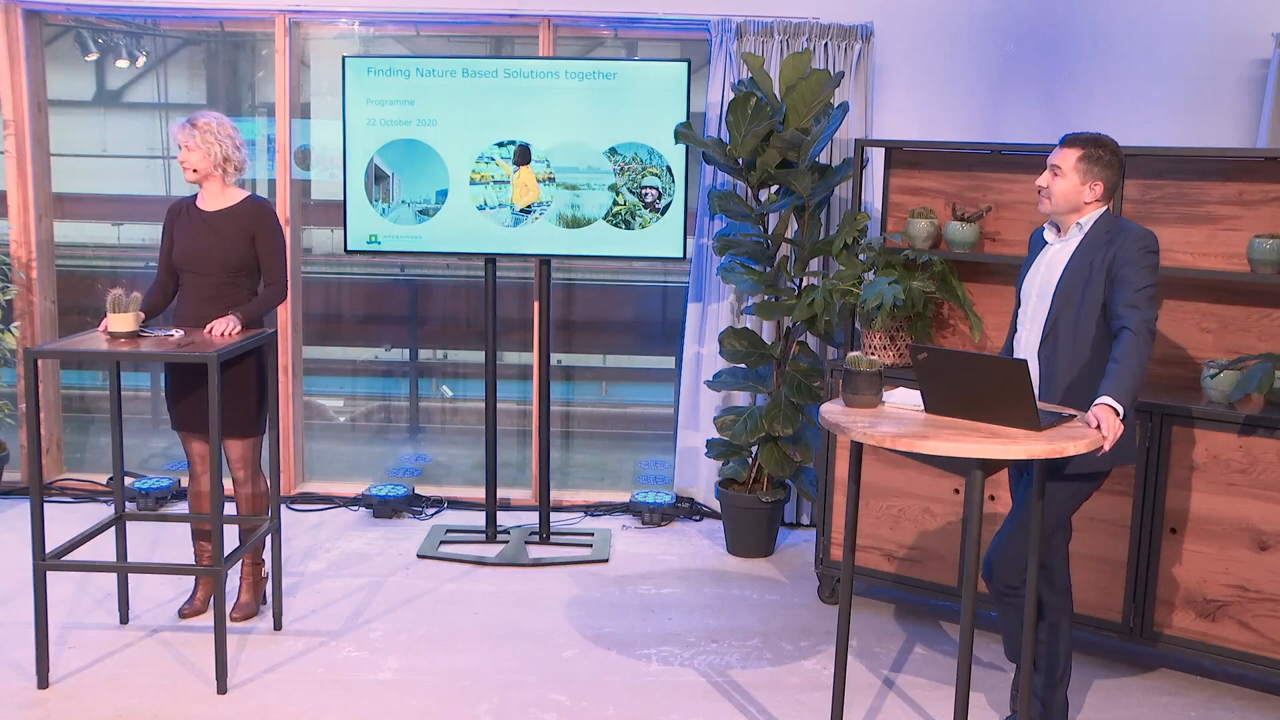 Finding Nature Based Solutions together
Programme
22 October 2020